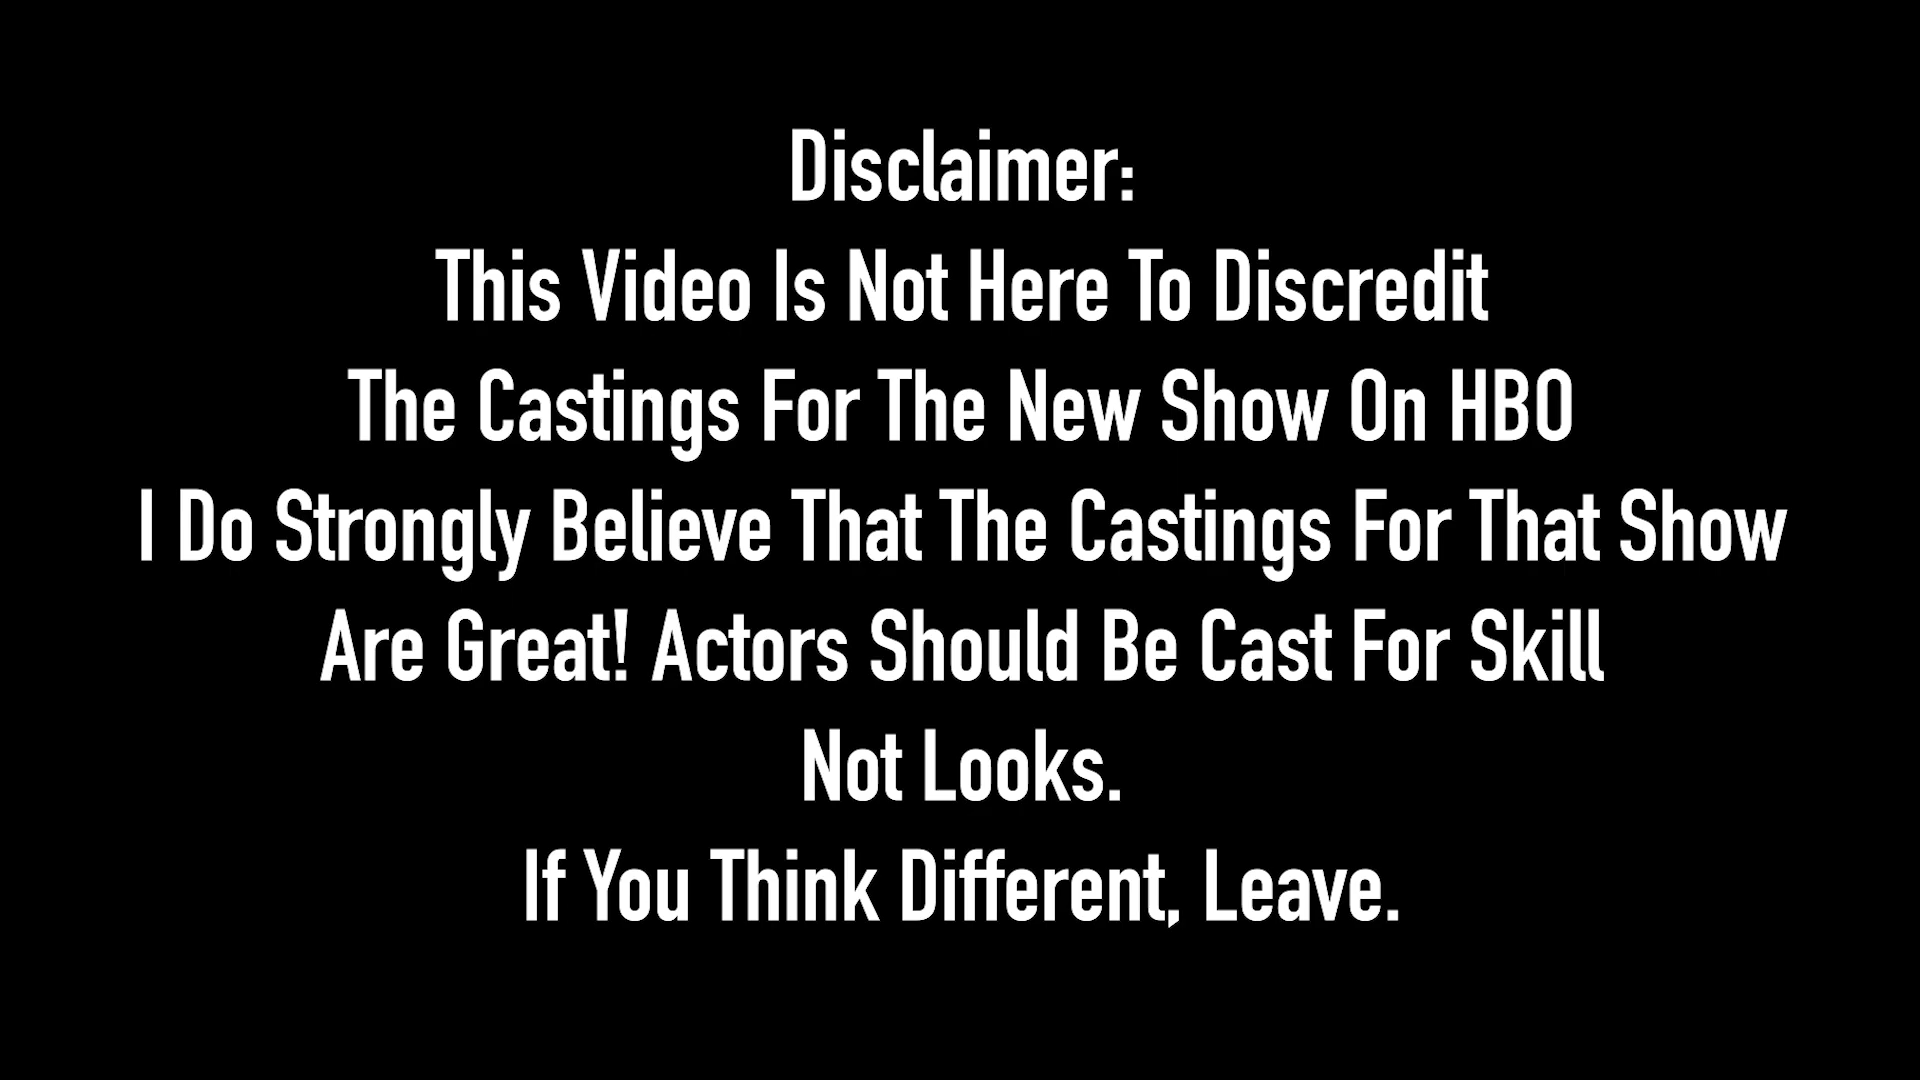 Disclaimer:
This Video Is Not Here To Discredit
The Castings For The New Show On HBO
I Do Strongly Believe That The Castings For That Show
Are Great! Actors Should Be Cast For Skill
Not Looks.
If You Think Different, Leave.